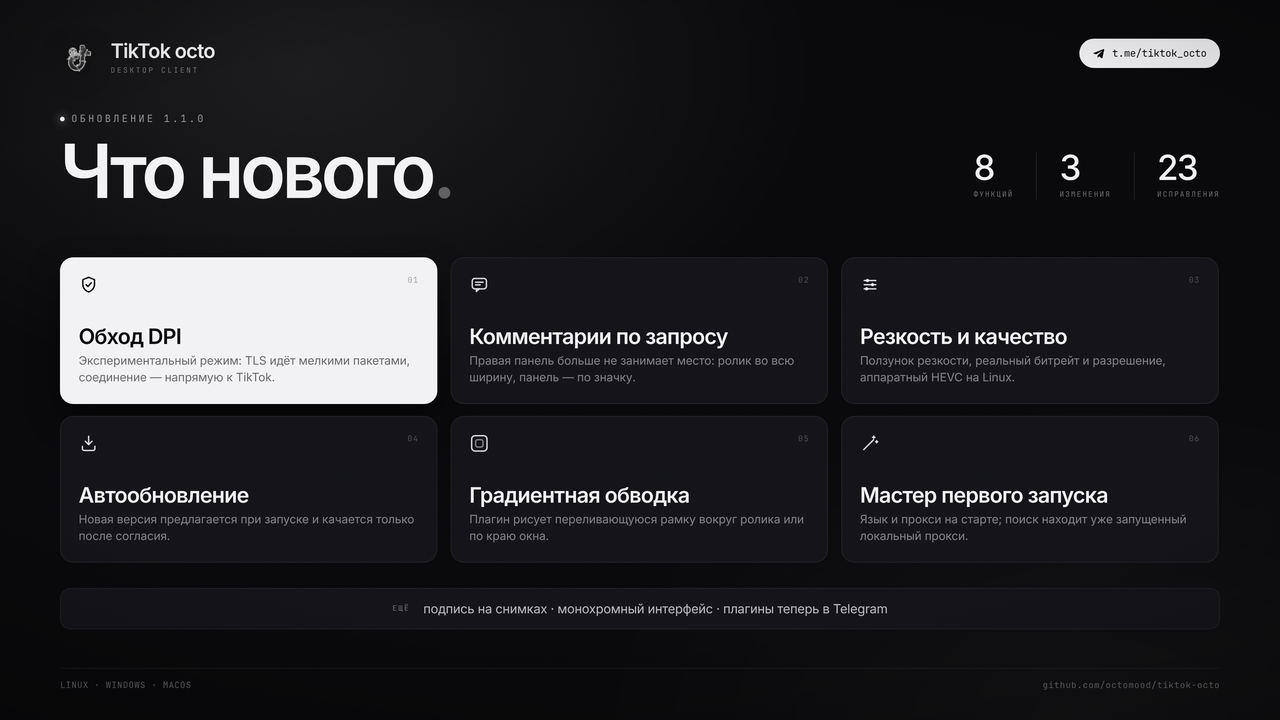 TikTok octo
DESKTOP CLIENT
t.me/tiktok_octo
ОБНОВЛЕНИЕ 1.1.0
Что нового.
8
ФУНКЦИЙ
3
ИЗМЕНЕНИЯ
23
ИСПРАВЛЕНИЯ
01
Обход DPI
Экспериментальный режим: TLS идёт мелкими пакетами,
соединение — напрямую к TikTok.
02
Комментарии по запросу
Правая панель больше не занимает место: ролик во всю
ширину, панель — по значку.
03
Резкость и качество
Ползунок резкости, реальный битрейт и разрешение,
аппаратный HEVC на Linux.
04
Автообновление
Новая версия предлагается при запуске и качается только
после согласия.
05
Градиентная обводка
Плагин рисует переливающуюся рамку вокруг ролика или
по краю окна.
06
Мастер первого запуска
Язык и прокси на старте; поиск находит уже запущенный
локальный прокси.
ЕЩЁ подпись на снимках · монохромный интерфейс · плагины теперь в Telegram
LINUX · WINDOWS · MACOS
github.com/octomood/tiktok-octo